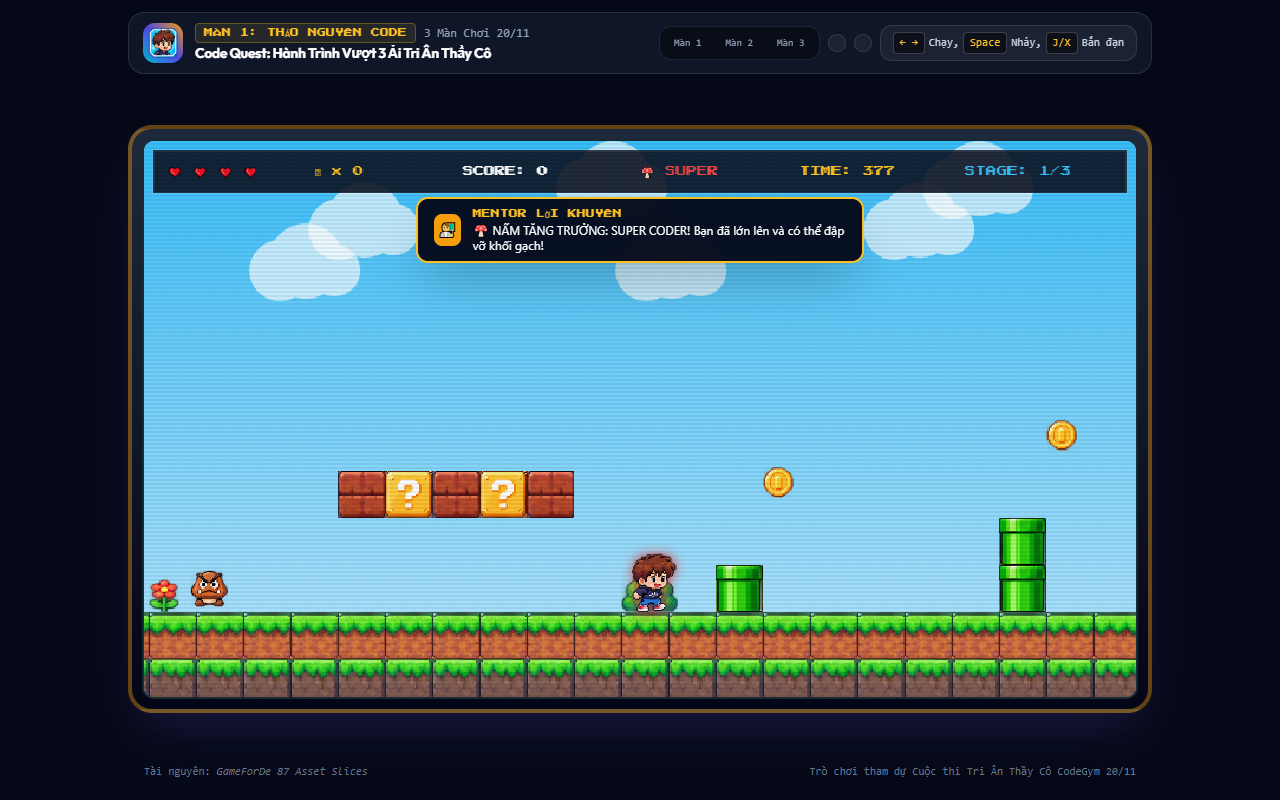 MÀN 1: THẢO NGUYÊN CODE
3 Màn Chơi 20/11
Code Quest: Hành Trình Vượt 3 Ải Tri Ân Thầy Cô
Màn 1
Màn 2
Màn 3
← → Chạy, Space Nhảy, J/X Bắn đạn
x 0
SCORE: 0
SUPER
TIME: 377
STAGE: 1/3
MENTOR LỜI KHUYÊN
NẤM TĂNG TRƯỞNG: SUPER CODER! Bạn đã lớn lên và có thể đập
vỡ khối gạch!
? ?
Tài nguyên: GameForDe 87 Asset Slices
Trò chơi tham dự Cuộc thi Tri Ân Thầy Cô CodeGym 20/11